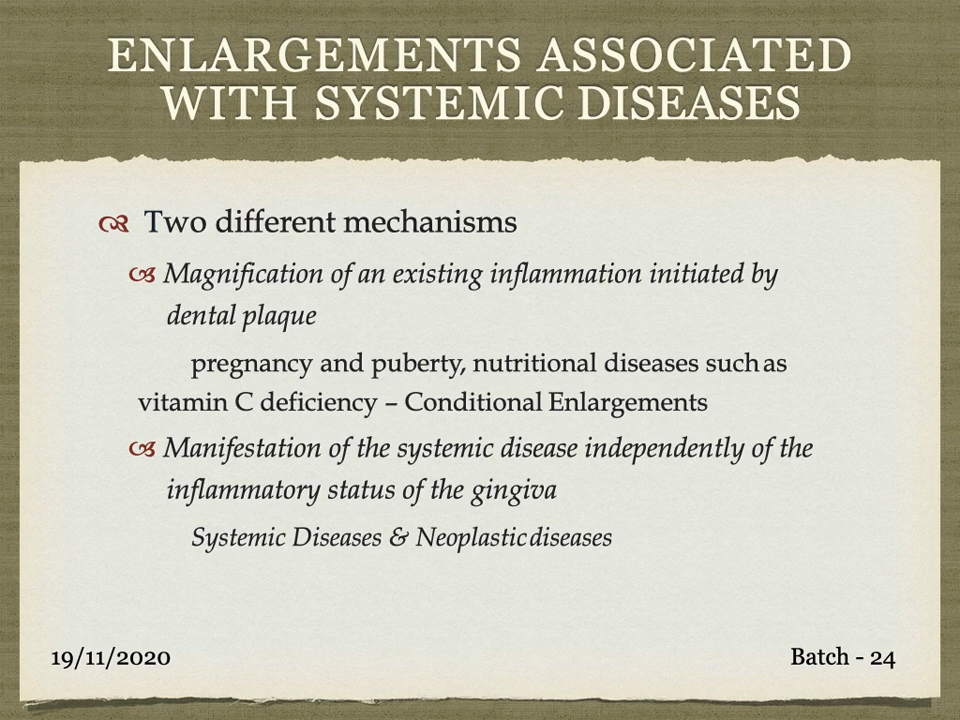 ENLARGEMENTS ASSOCIATED
WITH SYSTEMIC DISEASES
Two different mechanisms
Magnification of an existing inflammation initiated by
dental plaque
pregnancy and puberty, nutritional diseases such as
vitamin C deficiency – Conditional Enlargements
Manifestation of the systemic disease independently of the
inflammatory status of the gingiva
Systemic Diseases & Neoplastic diseases
19/11/2020
Batch - 24